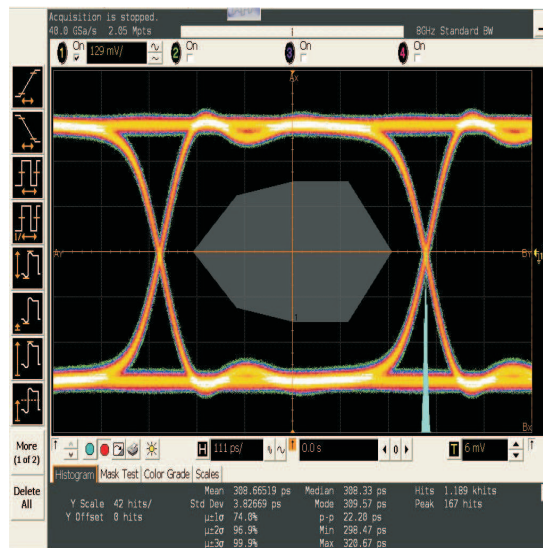 Acquisition is stopped.
40.0 GSa/s 2.05 Mpts
8GHz Standard BW
1 On 129 mV/ 2 On 3 On 4 On
Ax
Ay
By
1
Bx
More
(1 of 2)
Delete
All
H 111 ps/ 0.0 s 0 T 6 mV
Histogram Mask Test Color Grade Scales
Mean 308.66519 ps Median 308.33 ps Hits 1.189 khits
Y Scale 42 hits/ Std Dev 3.82669 ps Mode 309.57 ps Peak 167 hits
Y Offset 0 hits μ±1σ 74.0% p-p 22.20 ps
μ±2σ 96.9% Min 298.47 ps
μ±3σ 99.9% Max 320.67 ps